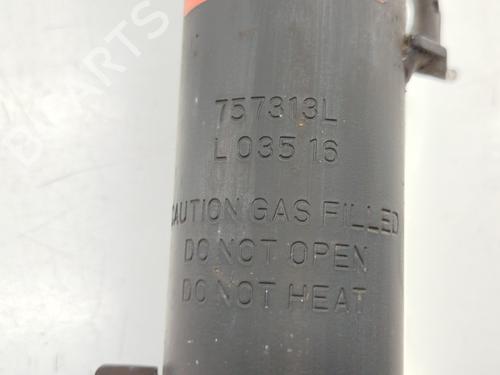 757313L
L 035 16
CAUTION GAS FILLED
DO NOT OPEN
DO NOT HEAT